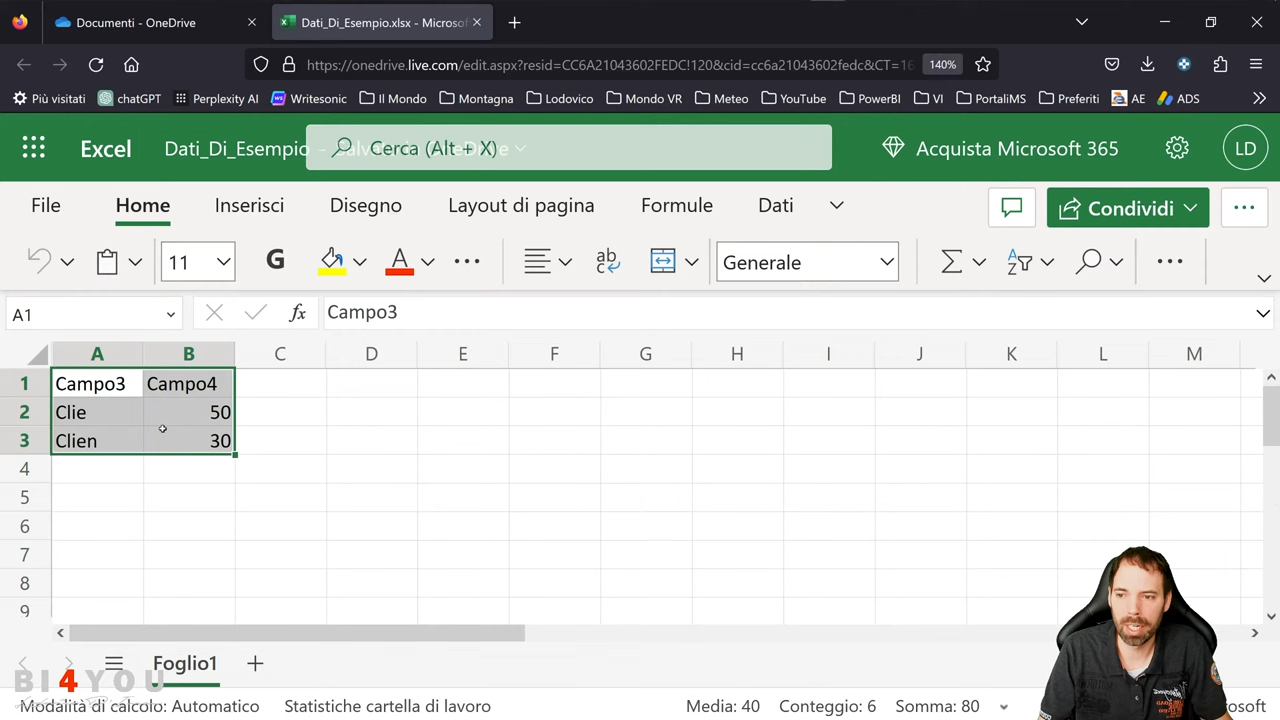 Documenti - OneDrive
Dati_Di_Esempio.xlsx - Microsof
https://onedrive.live.com/edit.aspx?resid=CC6A21043602FEDC!120&cid=cc6a21043602fedc&CT=16
140%
Più visitati chatGPT Perplexity AI Writesonic Il Mondo Montagna Lodovico Mondo VR Meteo YouTube PowerBI VI PortaliMS Preferiti AE ADS
Excel Dati_Di_Esempio Cerca (Alt + X) Acquista Microsoft 365 LD
File Home Inserisci Disegno Layout di pagina Formule Dati Condividi
11 G A ab c Generale A Z
A1 fx Campo3
A B C D E F G H I J K L M
1 Campo3 Campo4
2 Clie 50
3 Clien 30
4
5
6
7
8
9
Foglio1
BI4YOU
Modalità di calcolo: Automatico Statistiche cartella di lavoro Media: 40 Conteggio: 6 Somma: 80